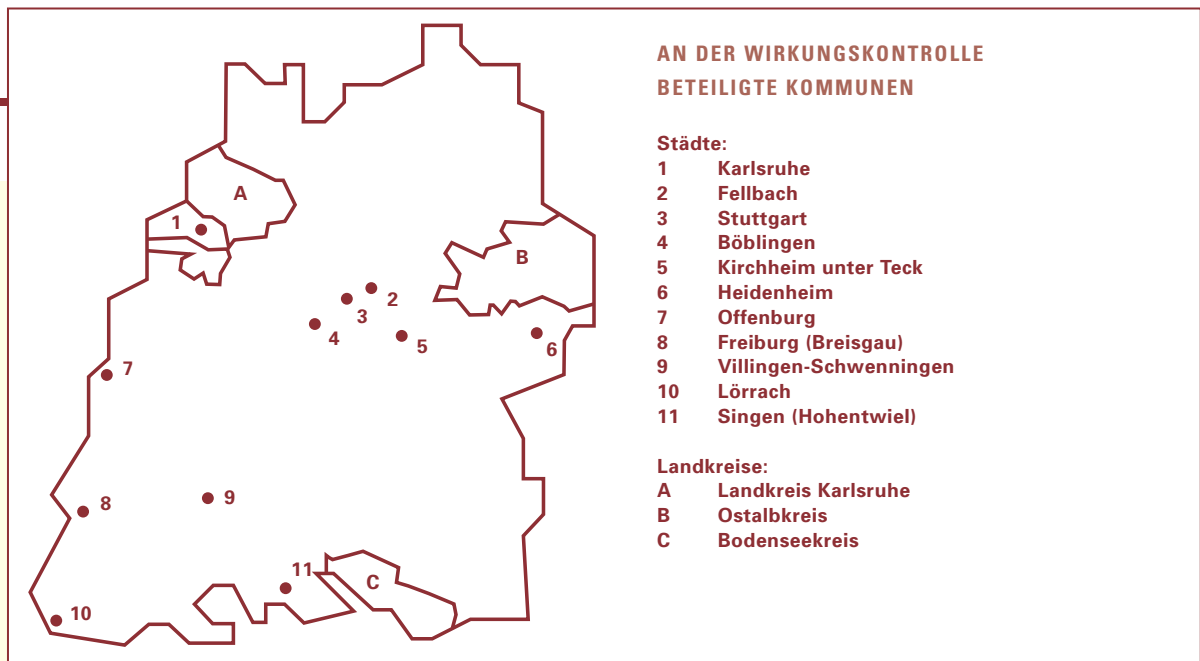 AN DER WIRKUNGSKONTROLLE
BETEILIGTE KOMMUNEN
Städte:
1 Karlsruhe
2 Fellbach
3 Stuttgart
4 Böblingen
5 Kirchheim unter Teck
6 Heidenheim
7 Offenburg
8 Freiburg (Breisgau)
9 Villingen-Schwenningen
10 Lörrach
11 Singen (Hohentwiel)
Landkreise:
A Landkreis Karlsruhe
B Ostalbkreis
C Bodenseekreis
A
1
B
2
3
4
5
6
7
8
9
11
C
10